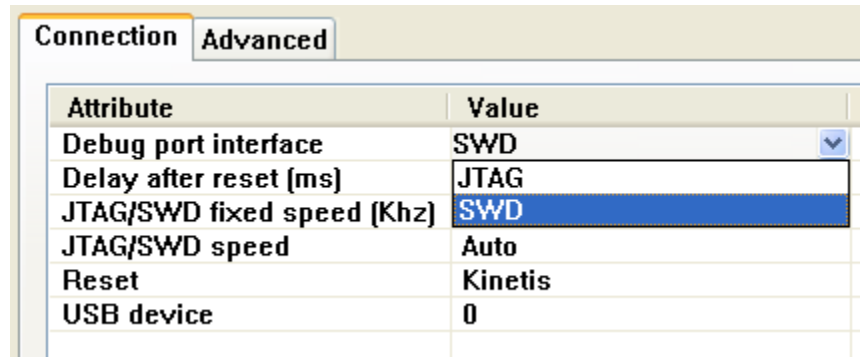 Connection Advanced
Attribute Value
Debug port interface SWD
Delay after reset (ms) JTAG
JTAG/SWD fixed speed (Khz) SWD
JTAG/SWD speed Auto
Reset Kinetis
USB device 0